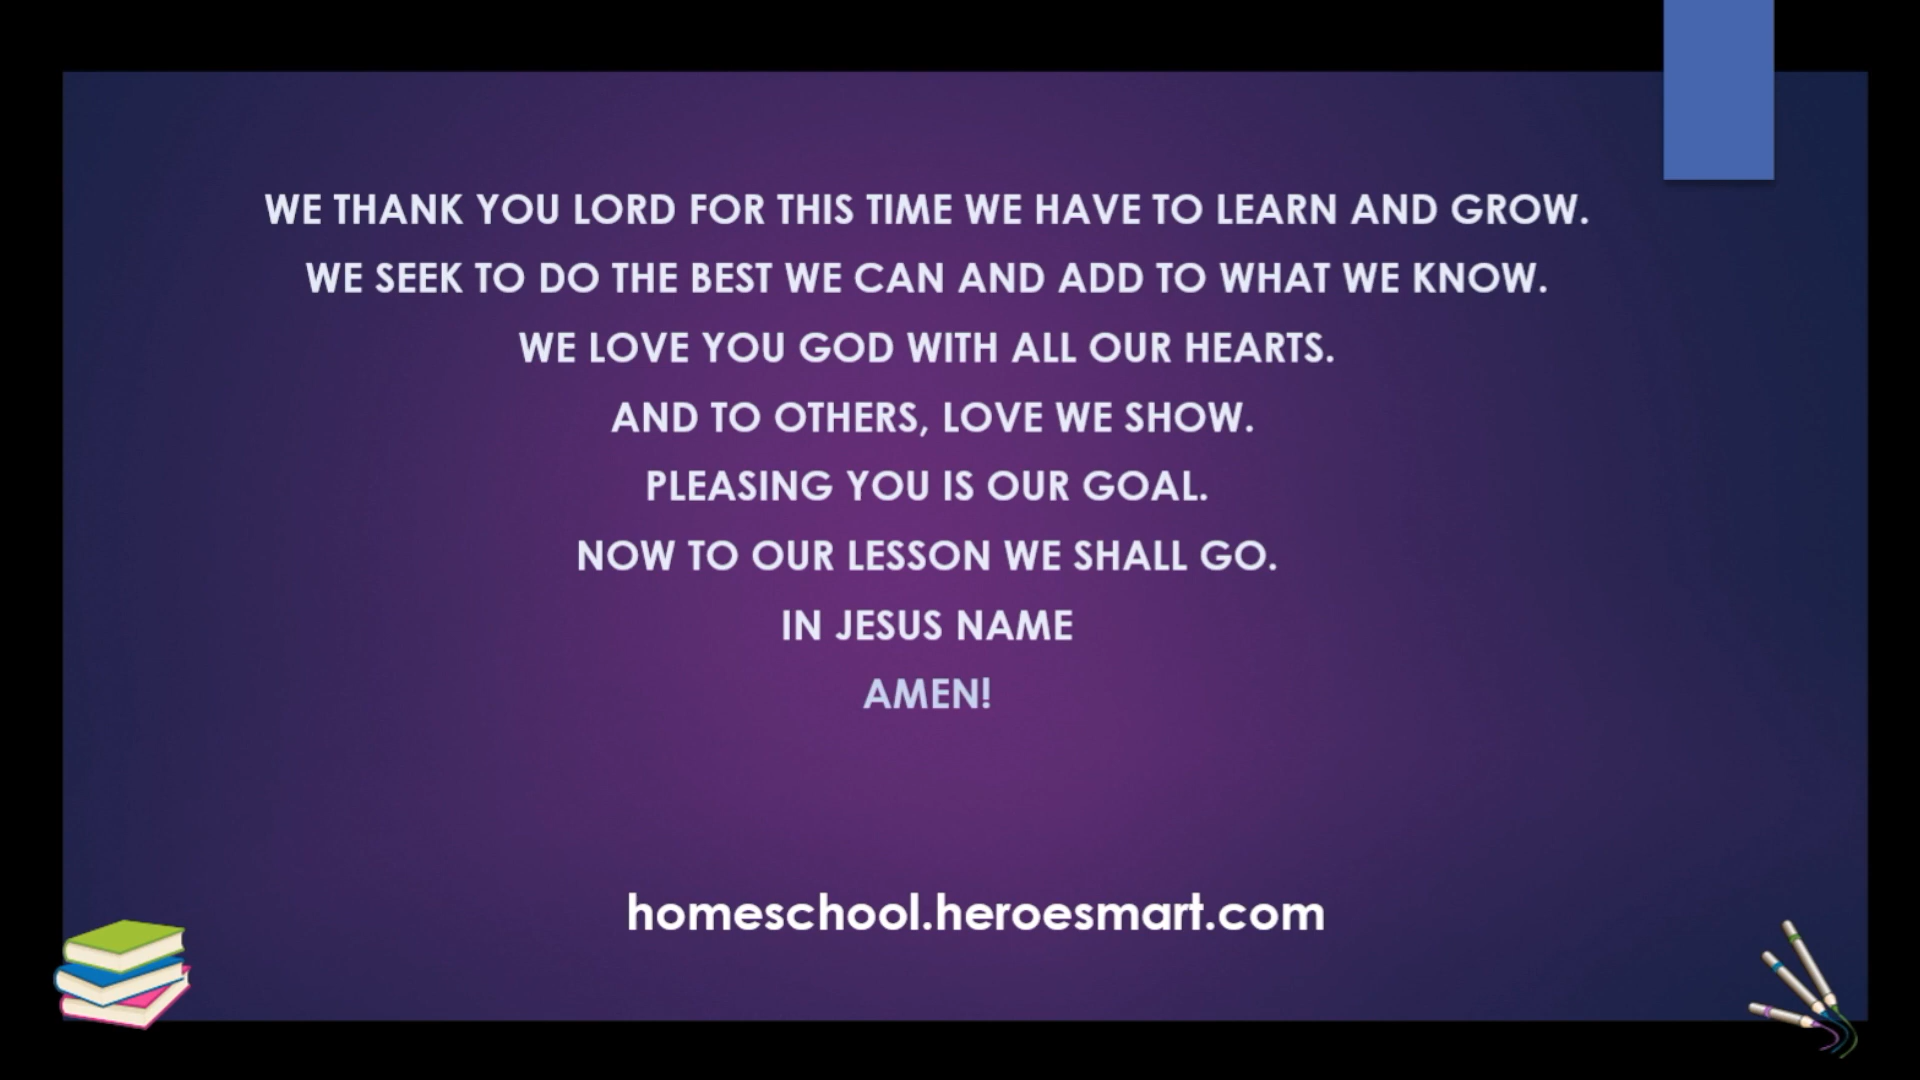 WE THANK YOU LORD FOR THIS TIME WE HAVE TO LEARN AND GROW.
WE SEEK TO DO THE BEST WE CAN AND ADD TO WHAT WE KNOW.
WE LOVE YOU GOD WITH ALL OUR HEARTS.
AND TO OTHERS, LOVE WE SHOW.
PLEASING YOU IS OUR GOAL.
NOW TO OUR LESSON WE SHALL GO.
IN JESUS NAME
AMEN!
homeschool.heroesmart.com